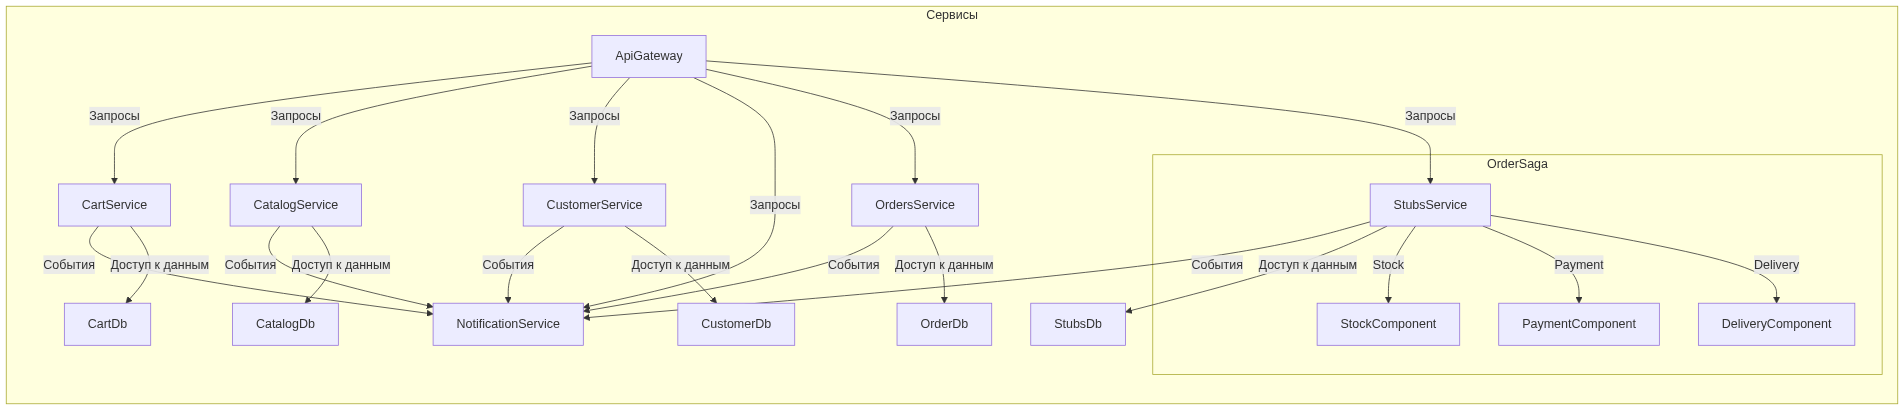 Сервисы
ApiGateway
Запросы
Запросы
Запросы
Запросы
Запросы
OrderSaga
CartService
CatalogService
CustomerService
Запросы
OrdersService
StubsService
События
Доступ к данным
События
Доступ к данным
События
Доступ к данным
События
Доступ к данным
События
Доступ к данным
Stock
Payment
Delivery
CartDb
CatalogDb
NotificationService
CustomerDb
OrderDb
StubsDb
StockComponent
PaymentComponent
DeliveryComponent